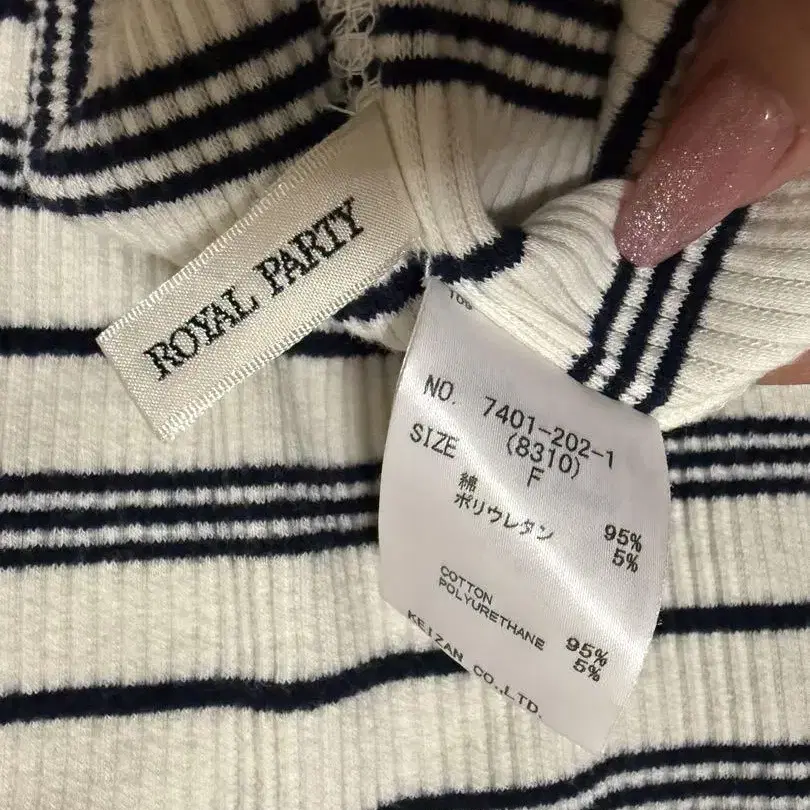 ROYAL PARTY
NO. 7401-202-1
(8310)
SIZE F
綿 95%
ポリウレタン 5%
COTTON 95%
POLYURETHANE 5%
KEIZAN CO.,LTD.